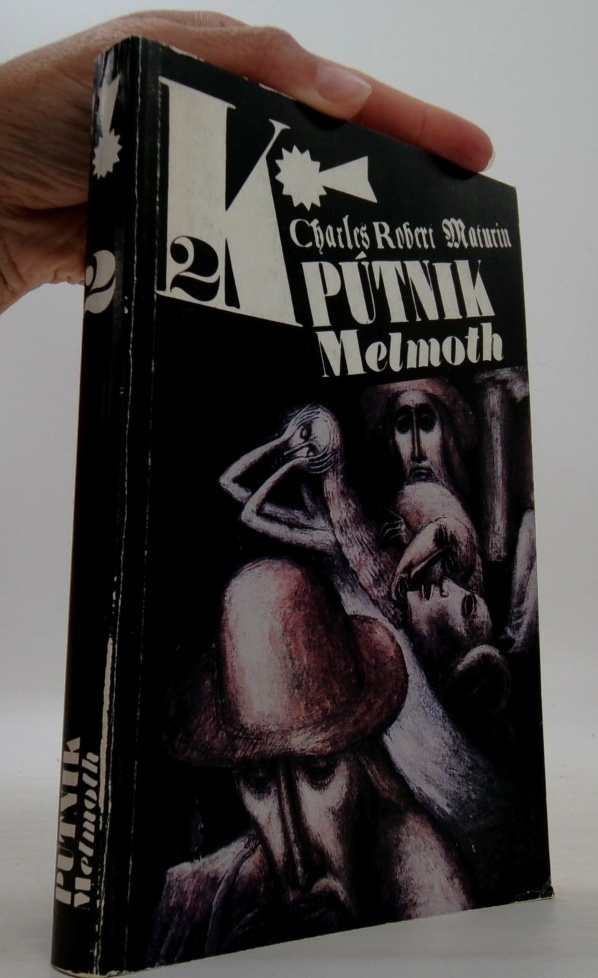 K
2
Charles Robert Maturin
PÚTNIK
Melmoth
2
PÚTNIK
Melmoth